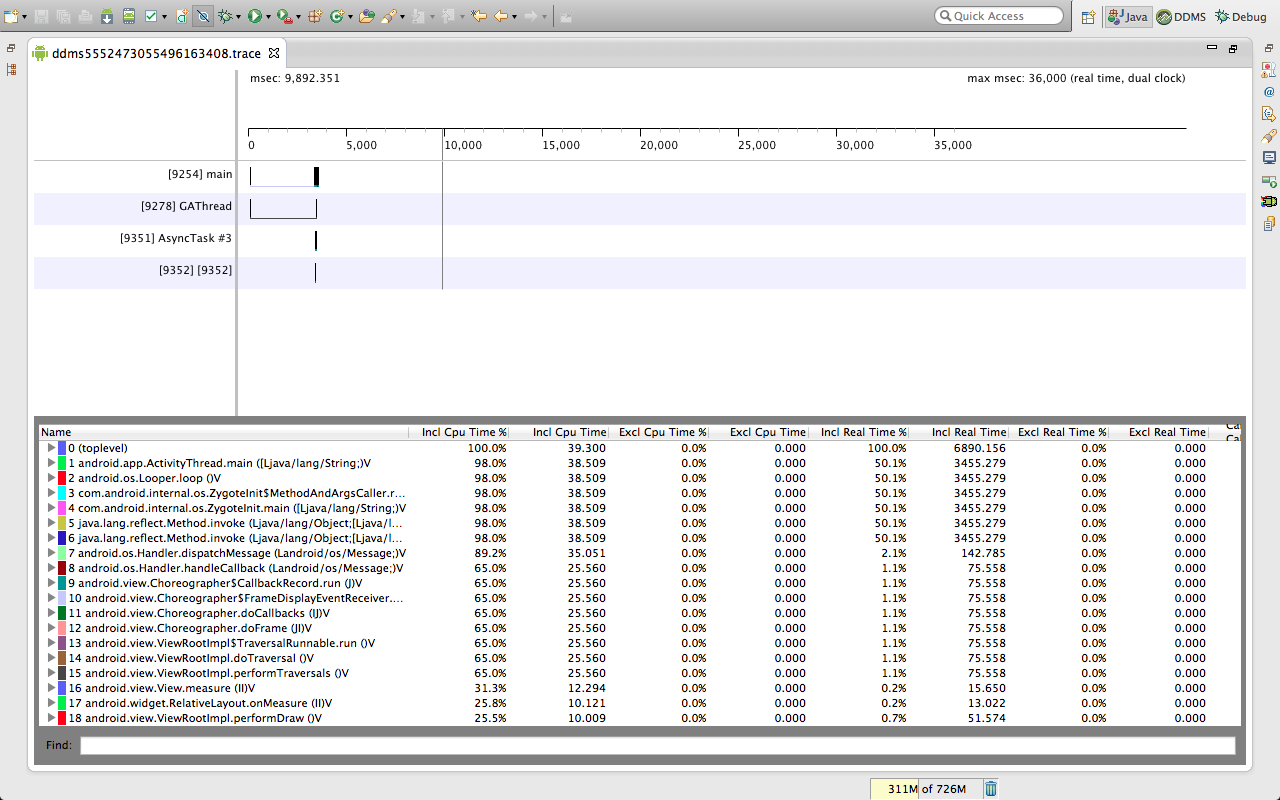 Quick Access
Java DDMS Debug
ddms5552473055496163408.trace
msec: 9,892.351 max msec: 36,000 (real time, dual clock)
0 5,000 10,000 15,000 20,000 25,000 30,000 35,000
[9254] main
[9278] GAThread
[9351] AsyncTask #3
[9352] [9352]
Name Incl Cpu Time % Incl Cpu Time Excl Cpu Time % Excl Cpu Time Incl Real Time % Incl Real Time Excl Real Time % Excl Real Time
0 (toplevel) 100.0% 39.300 0.0% 0.000 100.0% 6890.156 0.0% 0.000
1 android.app.ActivityThread.main ([Ljava/lang/String;)V 98.0% 38.509 0.0% 0.000 50.1% 3455.279 0.0% 0.000
2 android.os.Looper.loop ()V 98.0% 38.509 0.0% 0.000 50.1% 3455.279 0.0% 0.000
3 com.android.internal.os.ZygoteInit$MethodAndArgsCaller.r... 98.0% 38.509 0.0% 0.000 50.1% 3455.279 0.0% 0.000
4 com.android.internal.os.ZygoteInit.main ([Ljava/lang/String;)V 98.0% 38.509 0.0% 0.000 50.1% 3455.279 0.0% 0.000
5 java.lang.reflect.Method.invoke (Ljava/lang/Object;[Ljava/l... 98.0% 38.509 0.0% 0.000 50.1% 3455.279 0.0% 0.000
6 java.lang.reflect.Method.invoke (Ljava/lang/Object;[Ljava/l... 98.0% 38.509 0.0% 0.000 50.1% 3455.279 0.0% 0.000
7 android.os.Handler.dispatchMessage (Landroid/os/Message;)V 89.2% 35.051 0.0% 0.000 2.1% 142.785 0.0% 0.000
8 android.os.Handler.handleCallback (Landroid/os/Message;)V 65.0% 25.560 0.0% 0.000 1.1% 75.558 0.0% 0.000
9 android.view.Choreographer$CallbackRecord.run (J)V 65.0% 25.560 0.0% 0.000 1.1% 75.558 0.0% 0.000
10 android.view.Choreographer$FrameDisplayEventReceiver.... 65.0% 25.560 0.0% 0.000 1.1% 75.558 0.0% 0.000
11 android.view.Choreographer.doCallbacks (IJ)V 65.0% 25.560 0.0% 0.000 1.1% 75.558 0.0% 0.000
12 android.view.Choreographer.doFrame (JI)V 65.0% 25.560 0.0% 0.000 1.1% 75.558 0.0% 0.000
13 android.view.ViewRootImpl$TraversalRunnable.run ()V 65.0% 25.560 0.0% 0.000 1.1% 75.558 0.0% 0.000
14 android.view.ViewRootImpl.doTraversal ()V 65.0% 25.560 0.0% 0.000 1.1% 75.558 0.0% 0.000
15 android.view.ViewRootImpl.performTraversals ()V 65.0% 25.560 0.0% 0.000 1.1% 75.558 0.0% 0.000
16 android.view.View.measure (II)V 31.3% 12.294 0.0% 0.000 0.2% 15.650 0.0% 0.000
17 android.widget.RelativeLayout.onMeasure (II)V 25.8% 10.121 0.0% 0.000 0.2% 13.022 0.0% 0.000
18 android.view.ViewRootImpl.performDraw ()V 25.5% 10.009 0.0% 0.000 0.7% 51.574 0.0% 0.000
Find:
311M of 726M